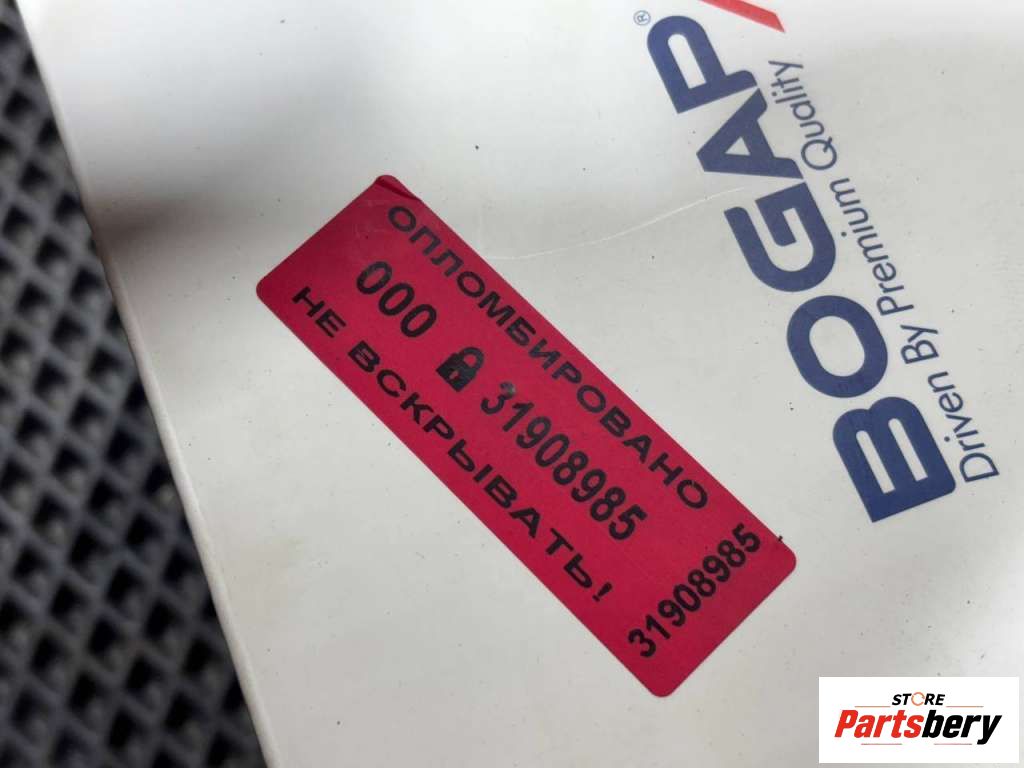 BOGAP®
Driven By Premium Quality
ОПЛОМБИРОВАНО
000 31908985
НЕ ВСКРЫВАТЬ!
31908985
STORE
Partsbery